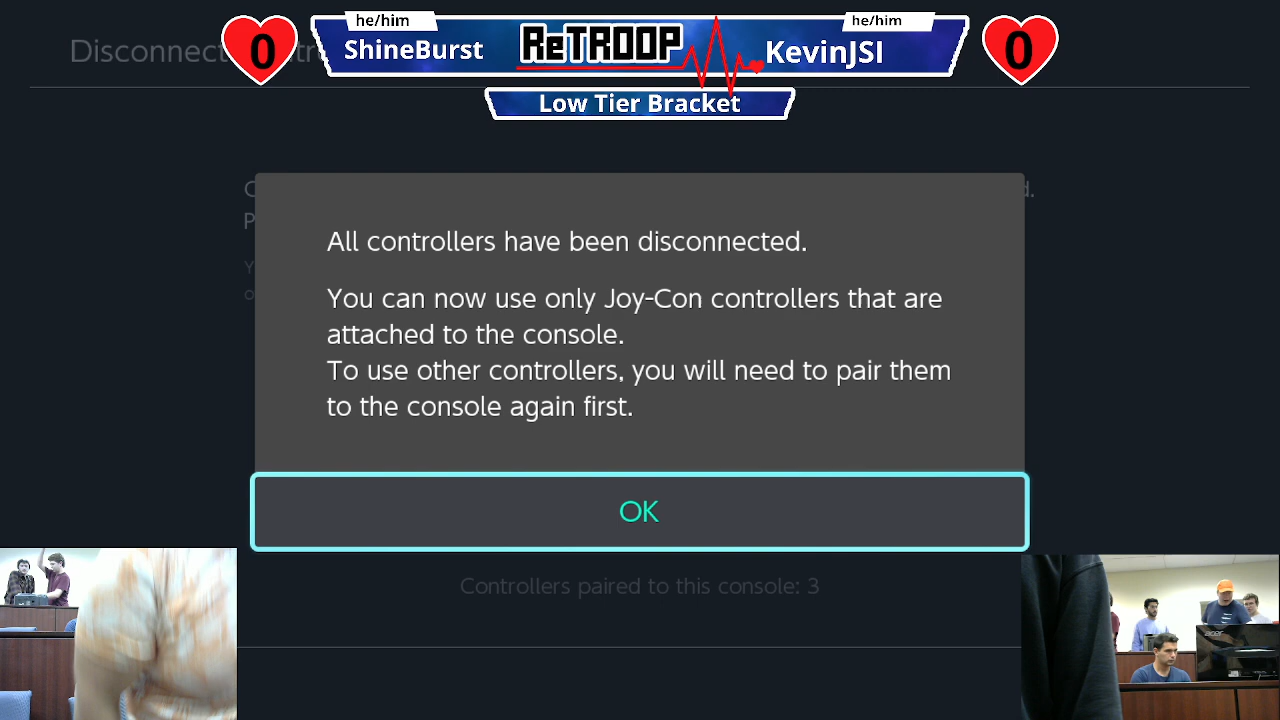 he/him
he/him
0
ShineBurst
ReTROOP
KevinJSI
0
Disconnect
Low Tier Bracket
All controllers have been disconnected.
You can now use only Joy-Con controllers that are
attached to the console.
To use other controllers, you will need to pair them
to the console again first.
OK
Controllers paired to this console: 3
acer